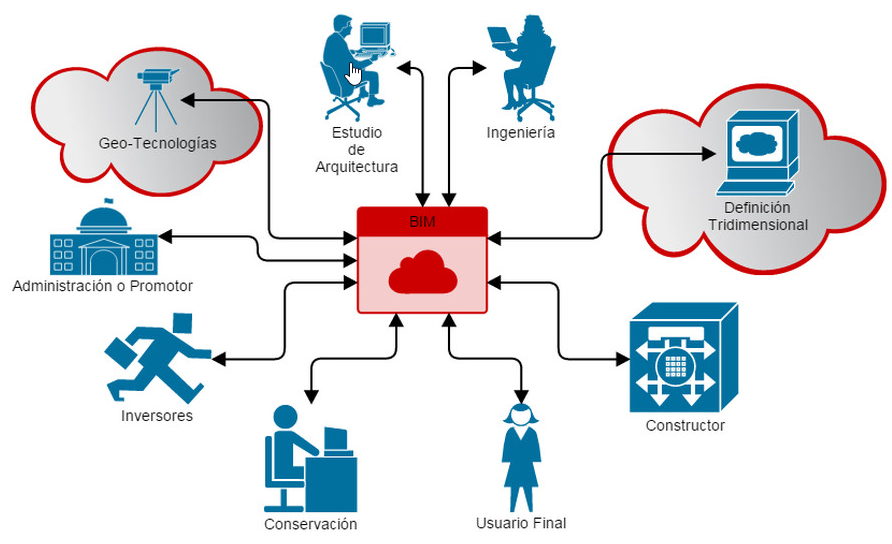 Estudio
de
Arquitectura
Ingeniería
Geo-Tecnologías
Definición
Tridimensional
BIM
Administración o Promotor
Inversores
Constructor
Conservación
Usuario Final